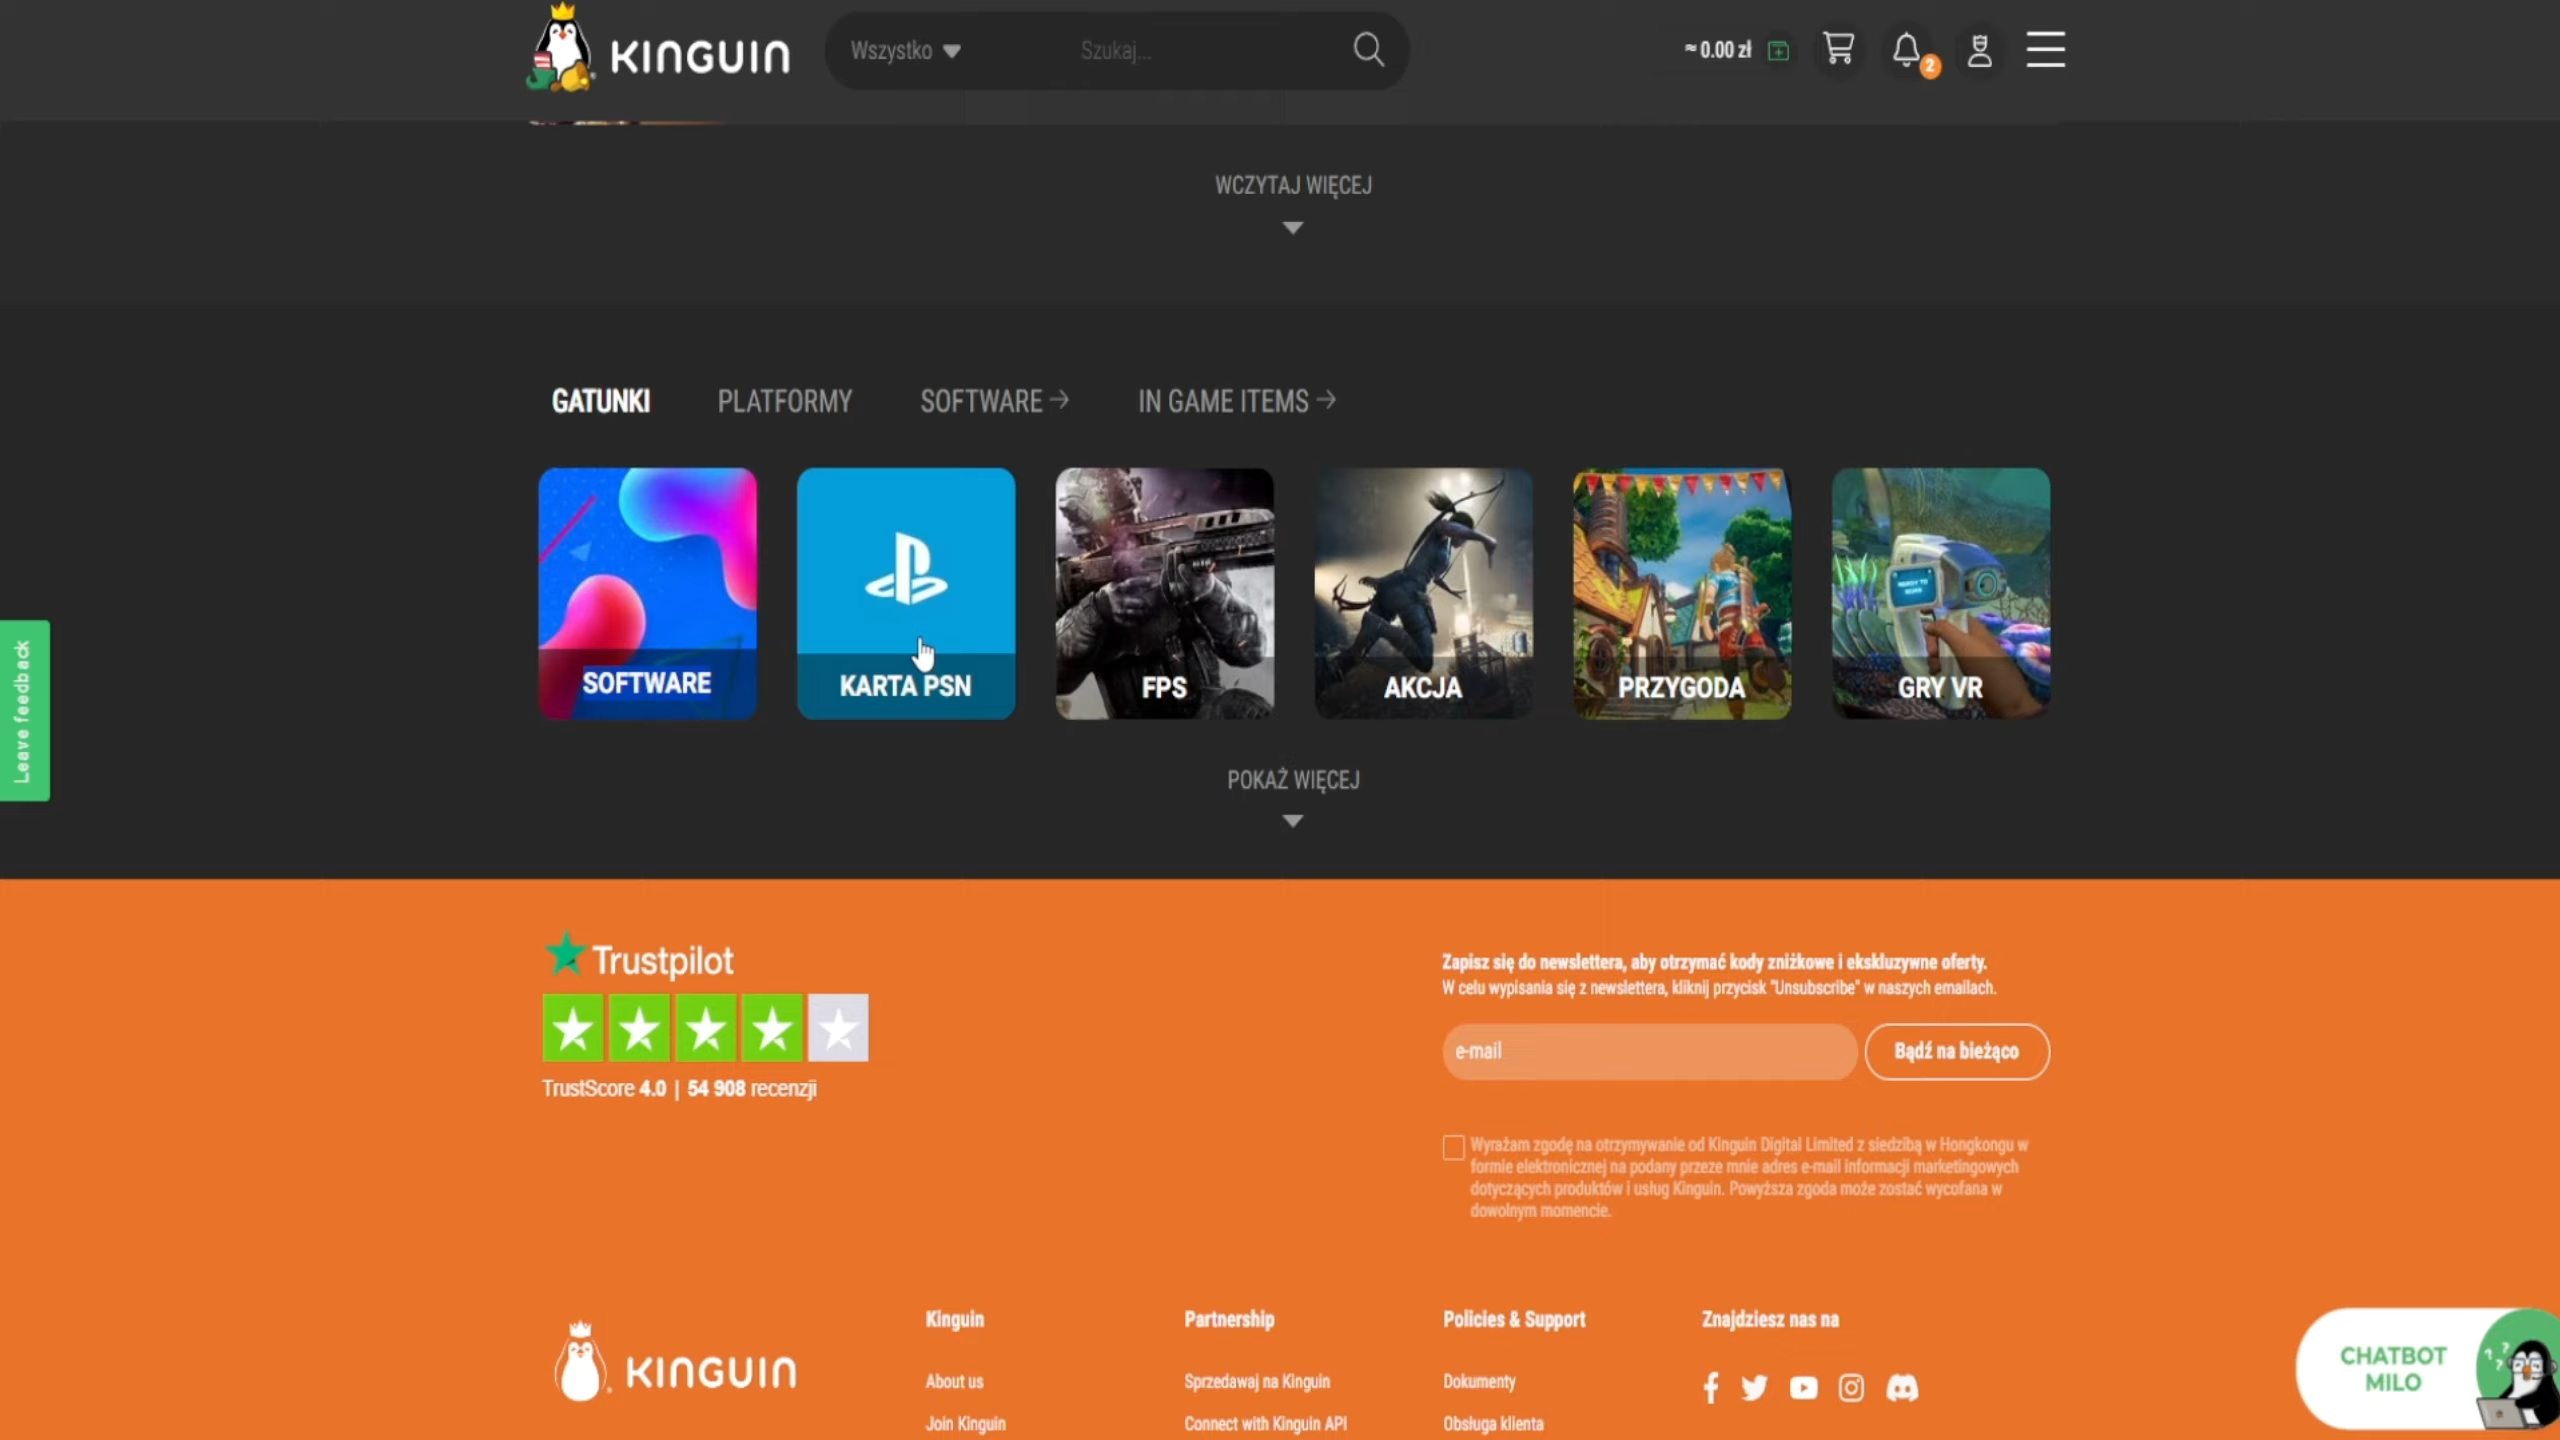 KINGUIN
Wszystko
Szukaj...
≈ 0.00 zł
2
WCZYTAJ WIĘCEJ
GATUNKI
PLATFORMY
SOFTWARE →
IN GAME ITEMS →
SOFTWARE
KARTA PSN
FPS
AKCJA
PRZYGODA
GRY VR
Leave feedback
POKAŻ WIĘCEJ
Trustpilot
TrustScore 4.0 | 54 908 recenzji
Zapisz się do newslettera, aby otrzymać kody zniżkowe i ekskluzywne oferty.
W celu wypisania się z newslettera, kliknij przycisk "Unsubscribe" w naszych emailach.
e-mail
Bądź na bieżąco
Wyrażam zgodę na otrzymywanie od Kinguin Digital Limited z siedzibą w Hongkongu w
formie elektronicznej na podany przeze mnie adres e-mail informacji marketingowych
dotyczących produktów i usług Kinguin. Powyższa zgoda może zostać wycofana w
dowolnym momencie.
KINGUIN
Kinguin
About us
Join Kinguin
Partnership
Sprzedawaj na Kinguin
Connect with Kinguin API
Policies & Support
Dokumenty
Obsługa klienta
Znajdziesz nas na
CHATBOT
MILO